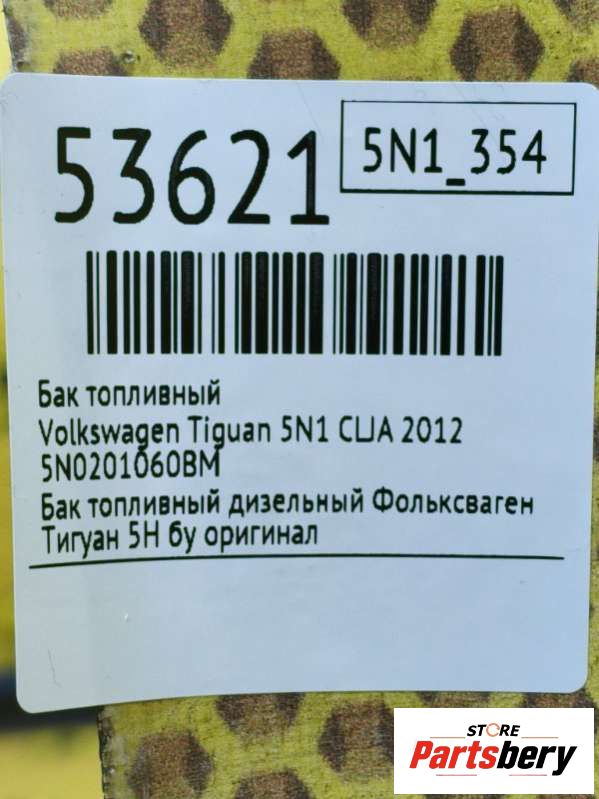 53621
5N1_354
Бак топливный
Volkswagen Tiguan 5N1 CЦA 2012
5N0201060BM
Бак топливный дизельный Фольксваген
Тигуан 5Н бу оригинал
STORE
Partsbery